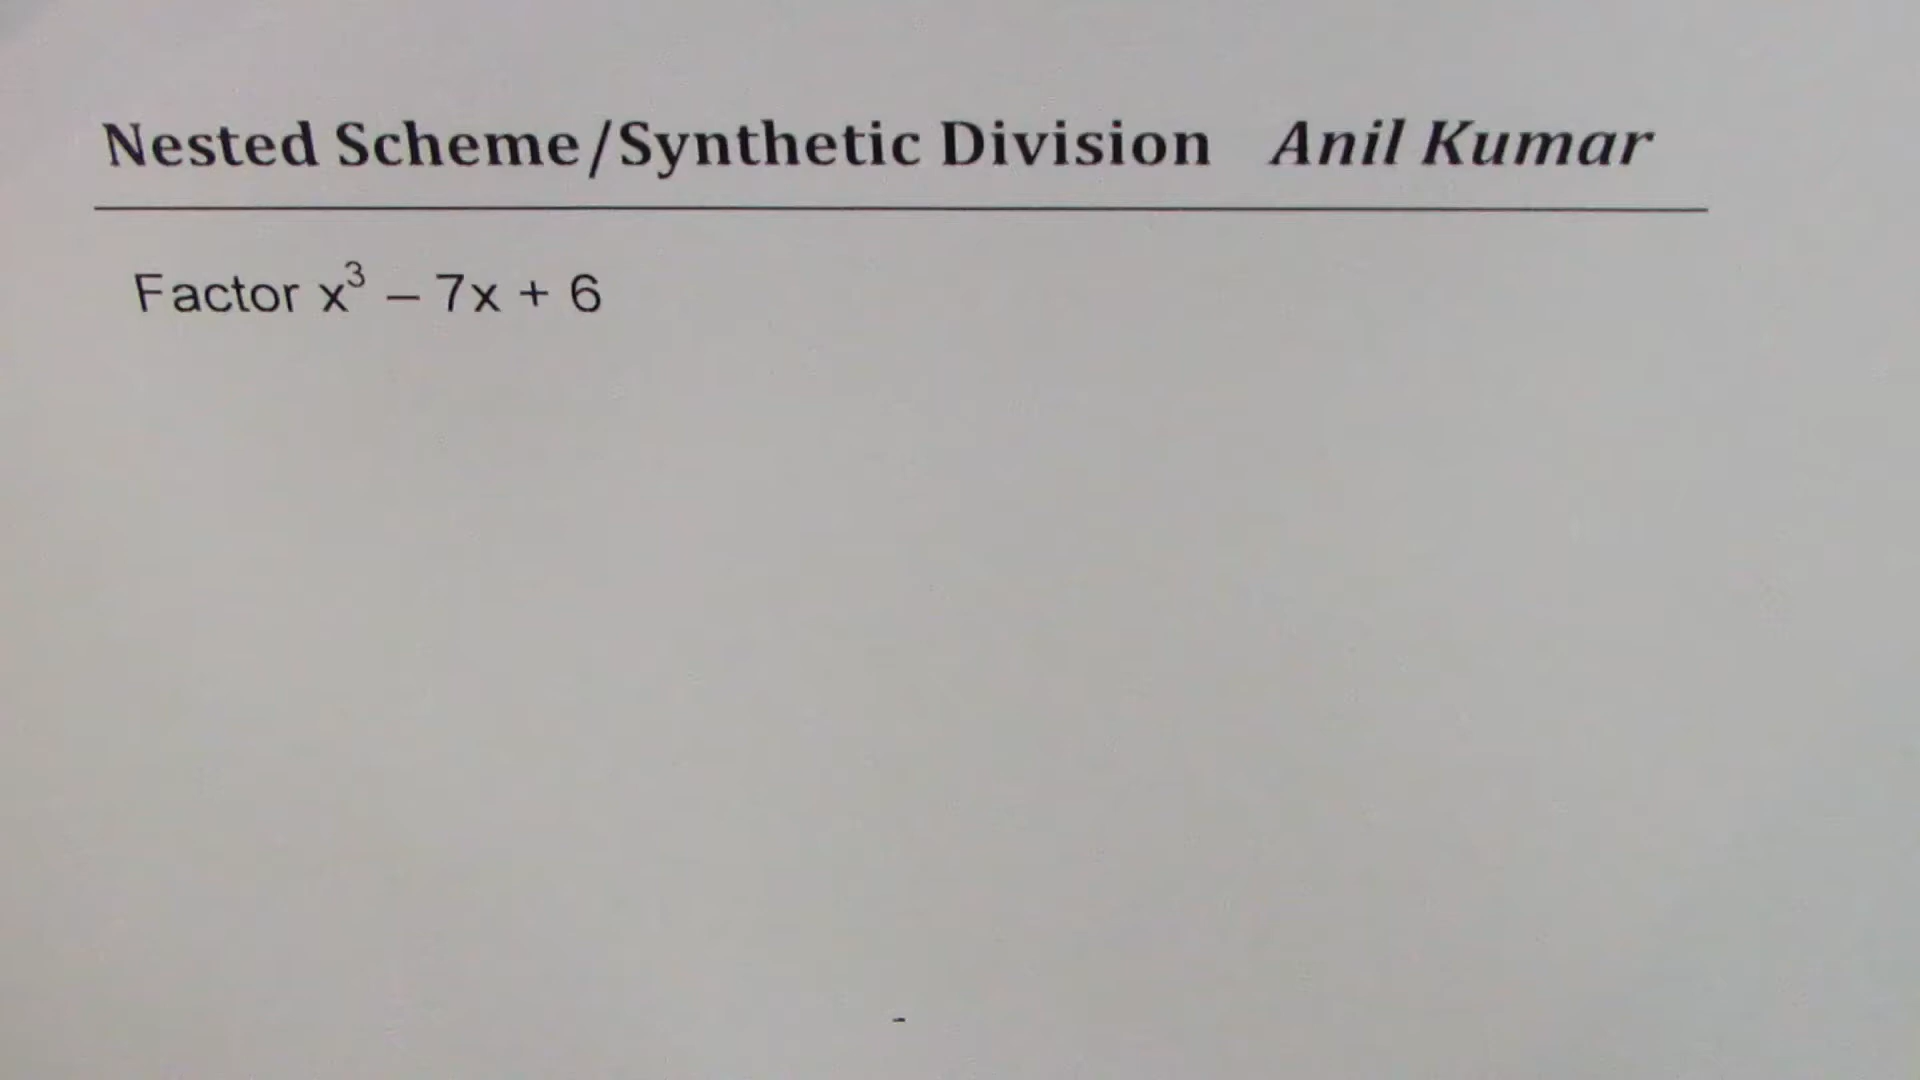 Nested Scheme/Synthetic Division Anil Kumar
Factor x³ – 7x + 6